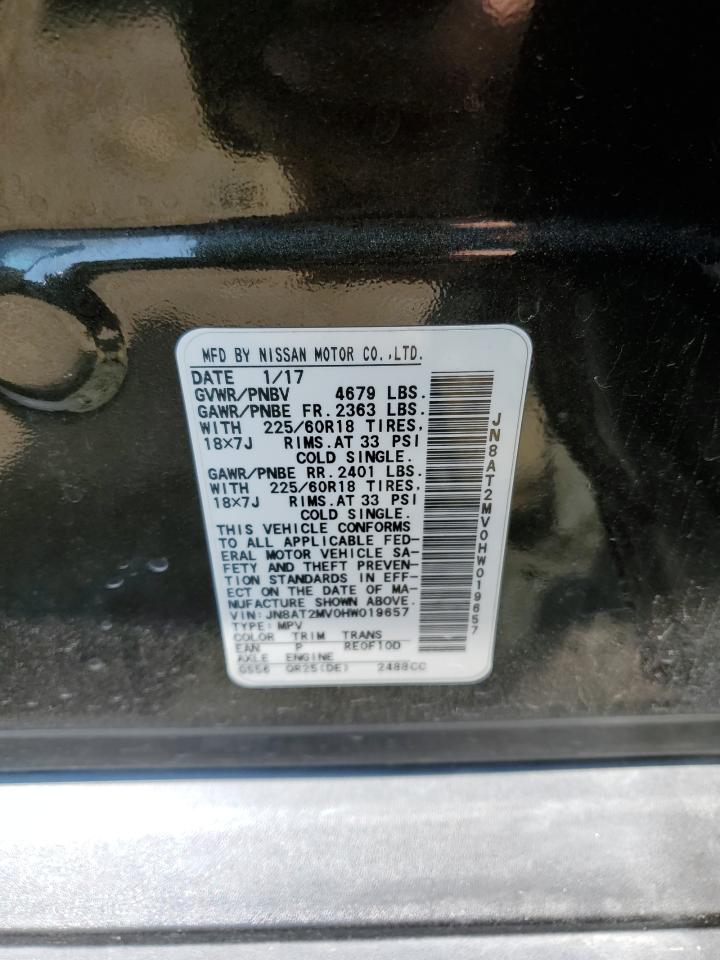 MFD BY NISSAN MOTOR CO.,LTD.
DATE 1/17
GVWR/PNBV 4679 LBS.
GAWR/PNBE FR. 2363 LBS.
WITH 225/60R18 TIRES,
18×7J RIMS.AT 33 PSI
COLD SINGLE.
GAWR/PNBE RR. 2401 LBS.
WITH 225/60R18 TIRES,
18×7J RIMS.AT 33 PSI
COLD SINGLE.
THIS VEHICLE CONFORMS
TO ALL APPLICABLE FED-
ERAL MOTOR VEHICLE SA-
FETY AND THEFT PREVEN-
TION STANDARDS IN EFF-
ECT ON THE DATE OF MA-
NUFACTURE SHOWN ABOVE.
VIN:JN8AT2MV0HW019657
TYPE:MPV
COLOR TRIM TRANS
EAN P RE0F10D
AXLE ENGINE
GS56 QR25(DE) 2488CC
JN8AT2MV0HW019657